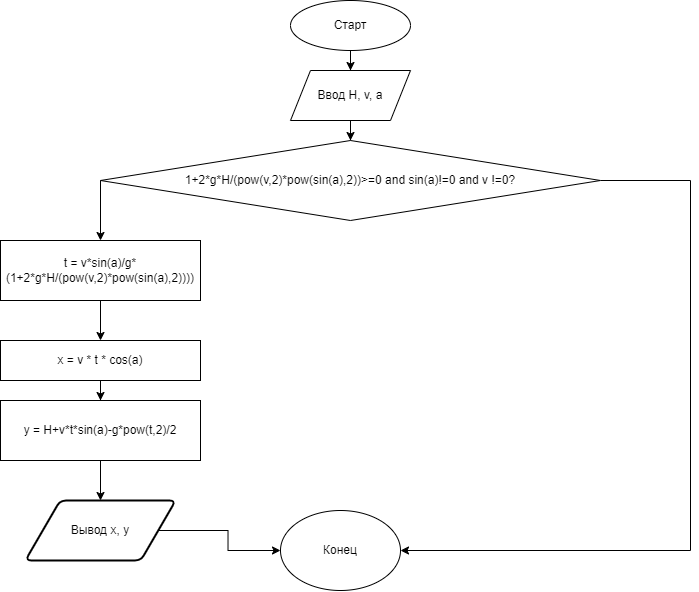 Старт
Ввод H, v, a
1+2*g*H/(pow(v,2)*pow(sin(a),2))>=0 and sin(a)!=0 and v !=0?
t = v*sin(a)/g*
(1+2*g*H/(pow(v,2)*pow(sin(a),2))))
x = v * t * cos(a)
y = H+v*t*sin(a)-g*pow(t,2)/2
Вывод x, y
Конец